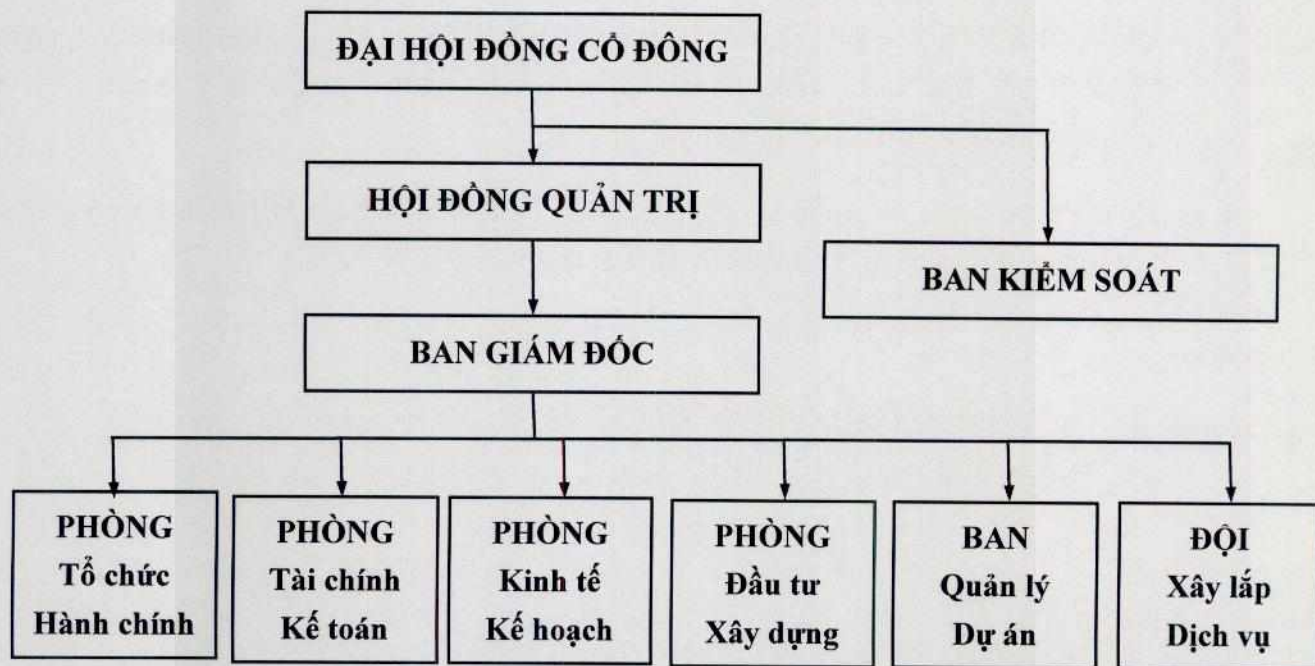 ĐẠI HỘI ĐỒNG CỔ ĐÔNG
HỘI ĐỒNG QUẢN TRỊ
BAN KIỂM SOÁT
BAN GIÁM ĐỐC
PHÒNG
Tổ chức
Hành chính
PHÒNG
Tài chính
Kế toán
PHÒNG
Kinh tế
Kế hoạch
PHÒNG
Đầu tư
Xây dựng
BAN
Quản lý
Dự án
ĐỘI
Xây lắp
Dịch vụ